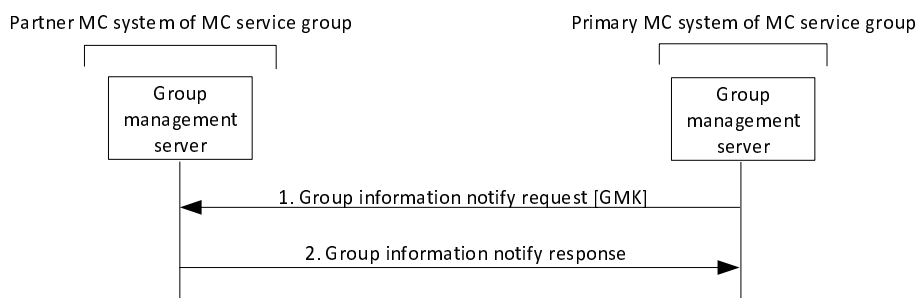 Partner MC system of MC service group
Primary MC system of MC service group
Group
management
server
Group
management
server
1. Group information notify request [GMK]
2. Group information notify response